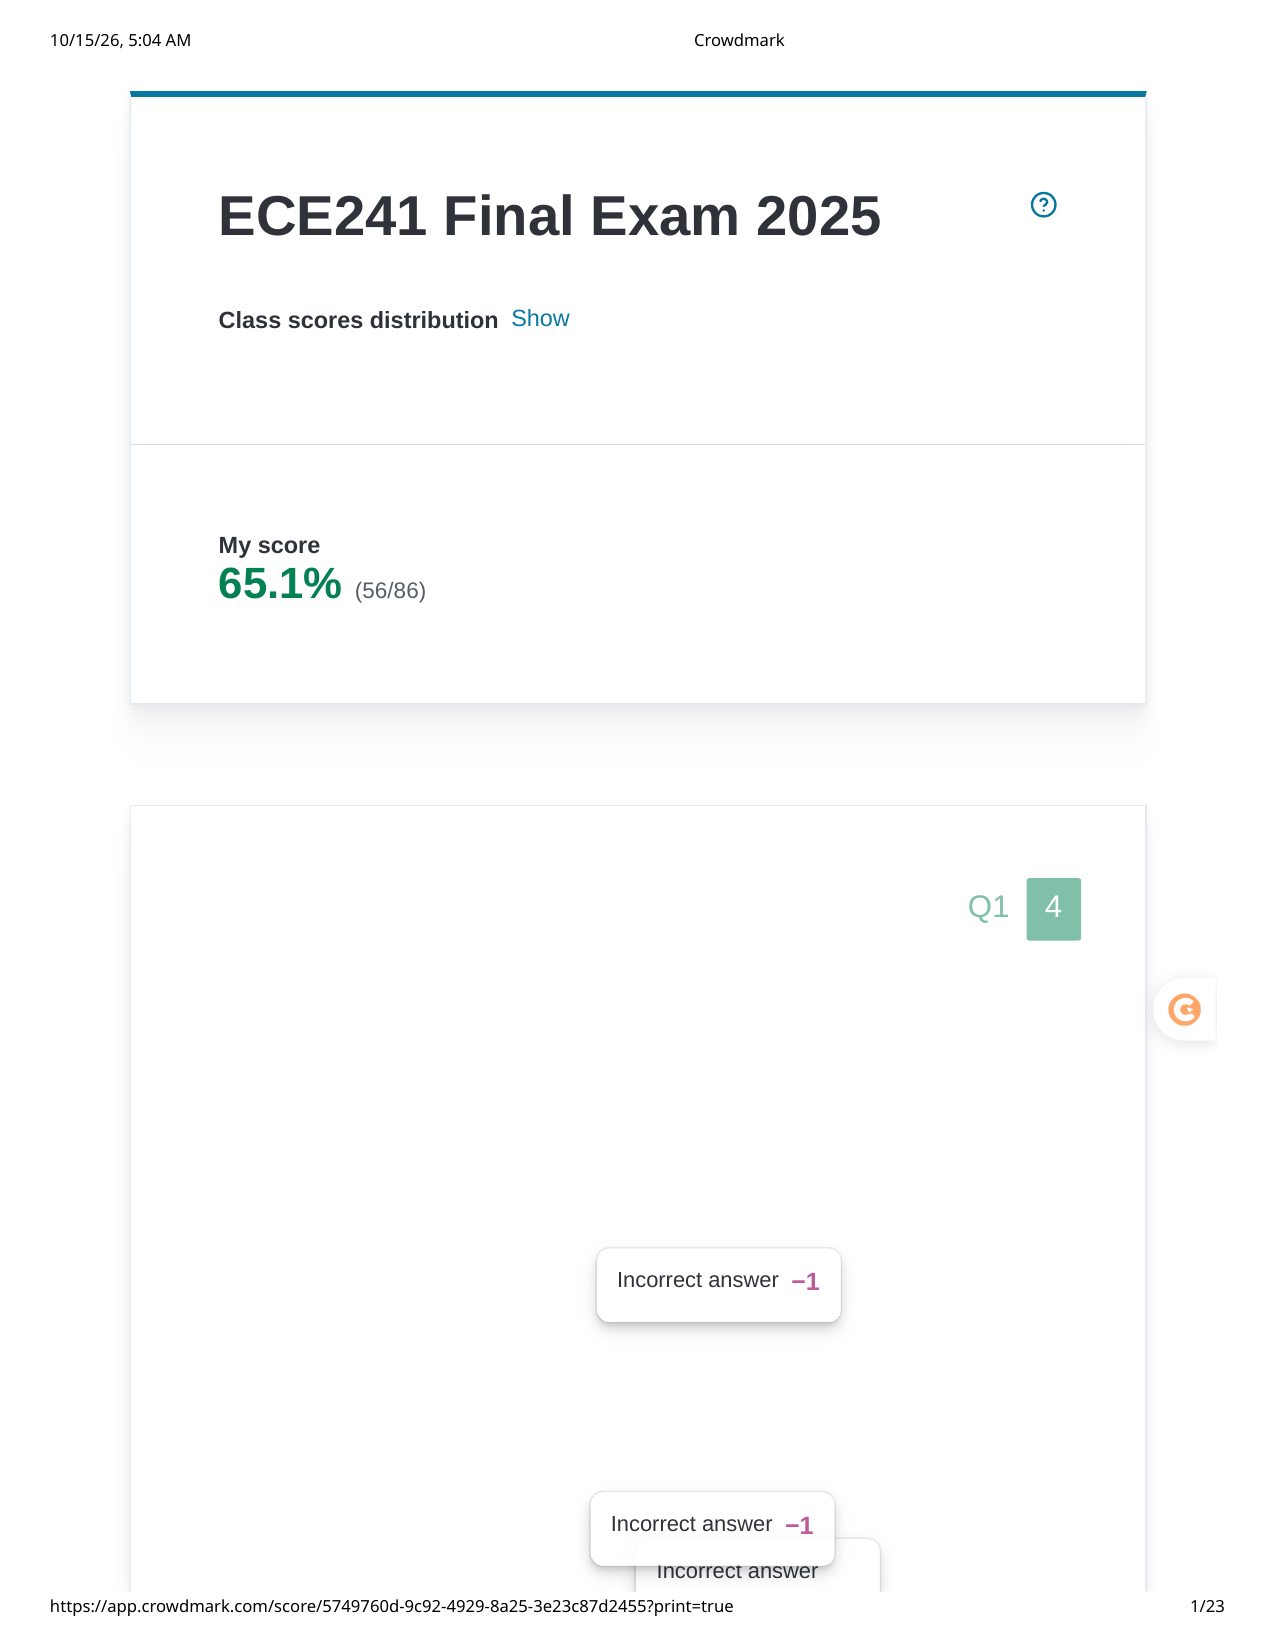 10/15/26, 5:04 AM Crowdmark
ECE241 Final Exam 2025
Class scores distribution Show
My score
65.1% (56/86)
Q1 4
Incorrect answer −1
Incorrect answer −1
Incorrect answer
https://app.crowdmark.com/score/5749760d-9c92-4929-8a25-3e23c87d2455?print=true 1/23